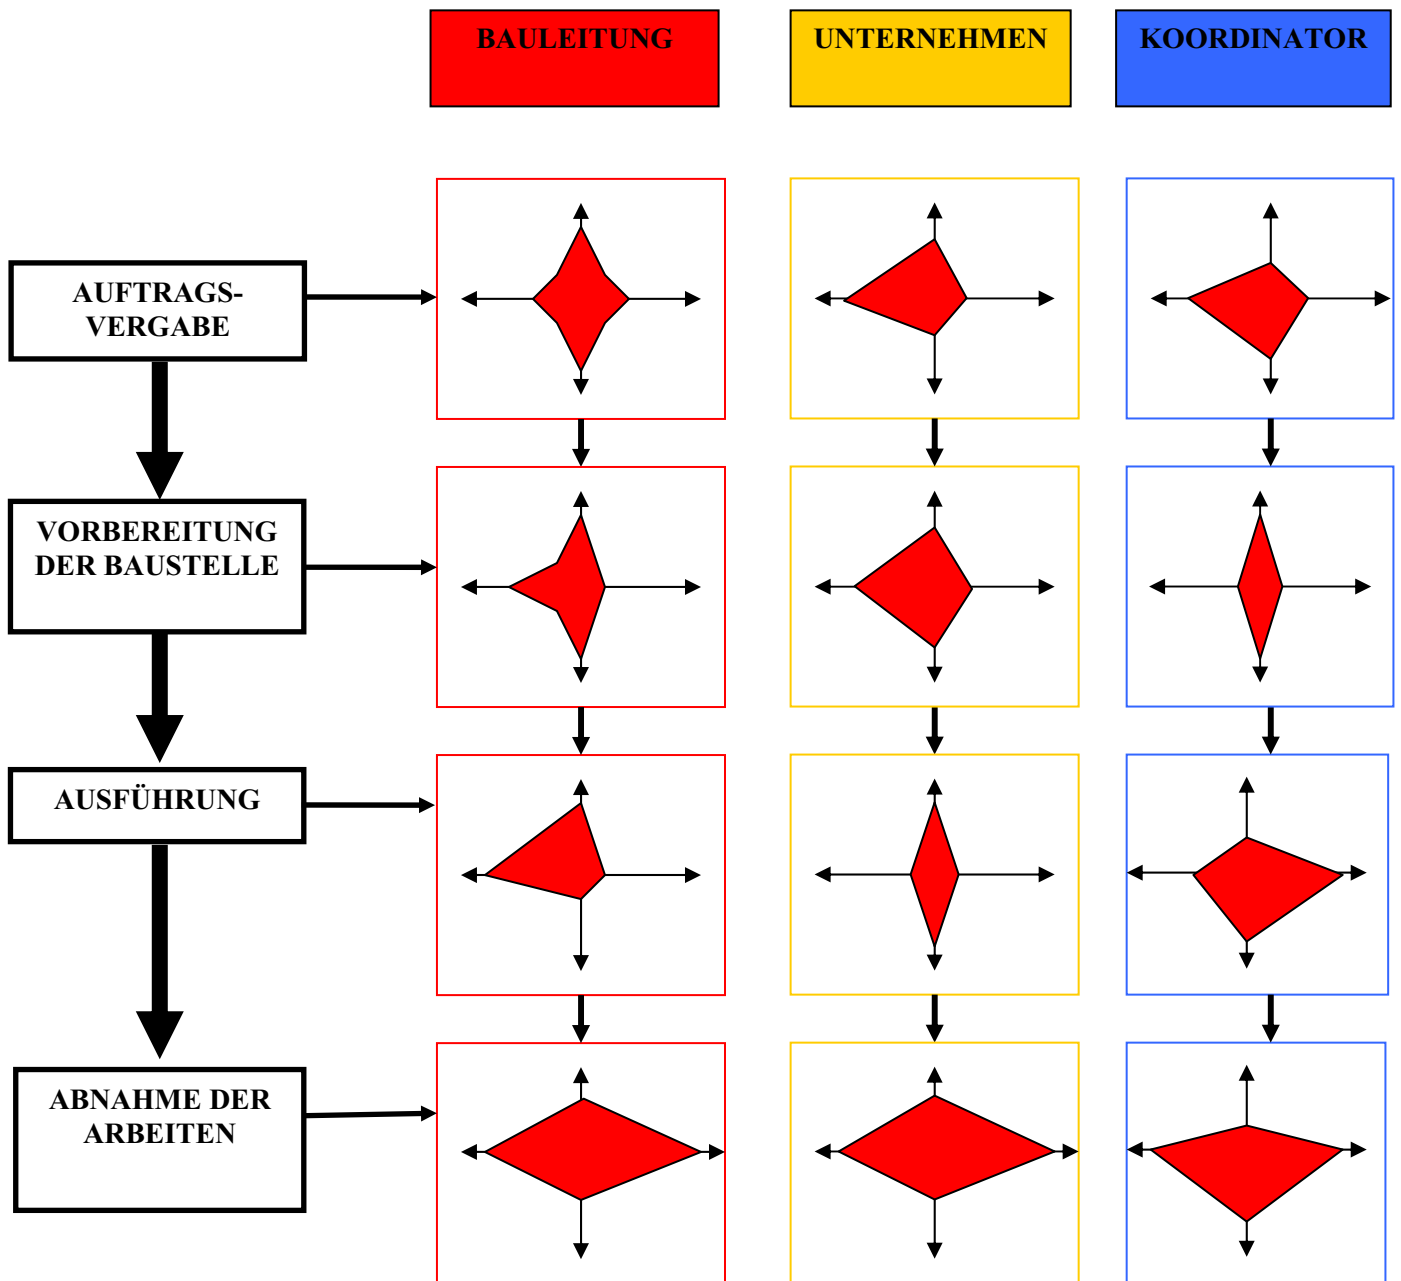 BAULEITUNG
UNTERNEHMEN
KOORDINATOR
AUFTRAGS-
VERGABE
VORBEREITUNG
DER BAUSTELLE
AUSFÜHRUNG
ABNAHME DER
ARBEITEN